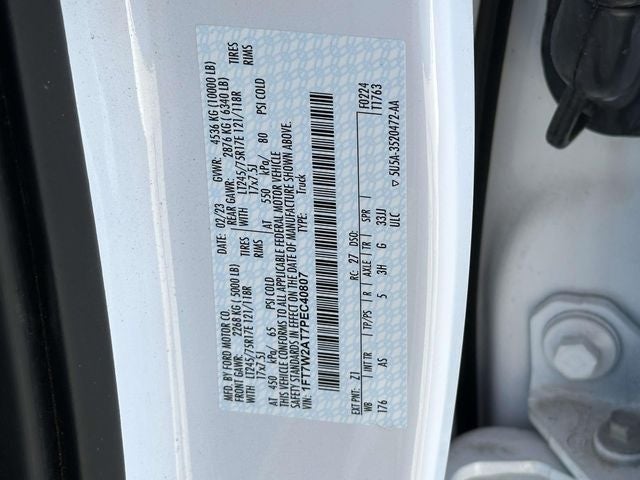 MFD. BY FORD MOTOR CO.
DATE: 02/23 GVWR: 4536 KG (10000 LB)
FRONT GAWR: 2268 KG ( 5000 LB) REAR GAWR: 2876 KG ( 6340 LB)
LT245/75R17E 121/118R TIRES WITH LT245/75R17E 121/118R TIRES
17x7.5J RIMS 17x7.5J RIMS
AT 450 kPa/ 65 PSI COLD AT 550 kPa/ 80 PSI COLD
THIS VEHICLE CONFORMS TO ALL APPLICABLE FEDERAL MOTOR VEHICLE
SAFETY STANDARDS IN EFFECT ON THE DATE OF MANUFACTURE SHOWN ABOVE.
VIN: 1FT7W2AT7PEC40807 TYPE: Truck
F0224
T1763
EXT PNT: Z1 RC: 27 DSO:
WB INT TR TP/PS R AXLE TR SPR
176 AS 5 3H G 33JJ
ULC 5U5A-3520472-AA